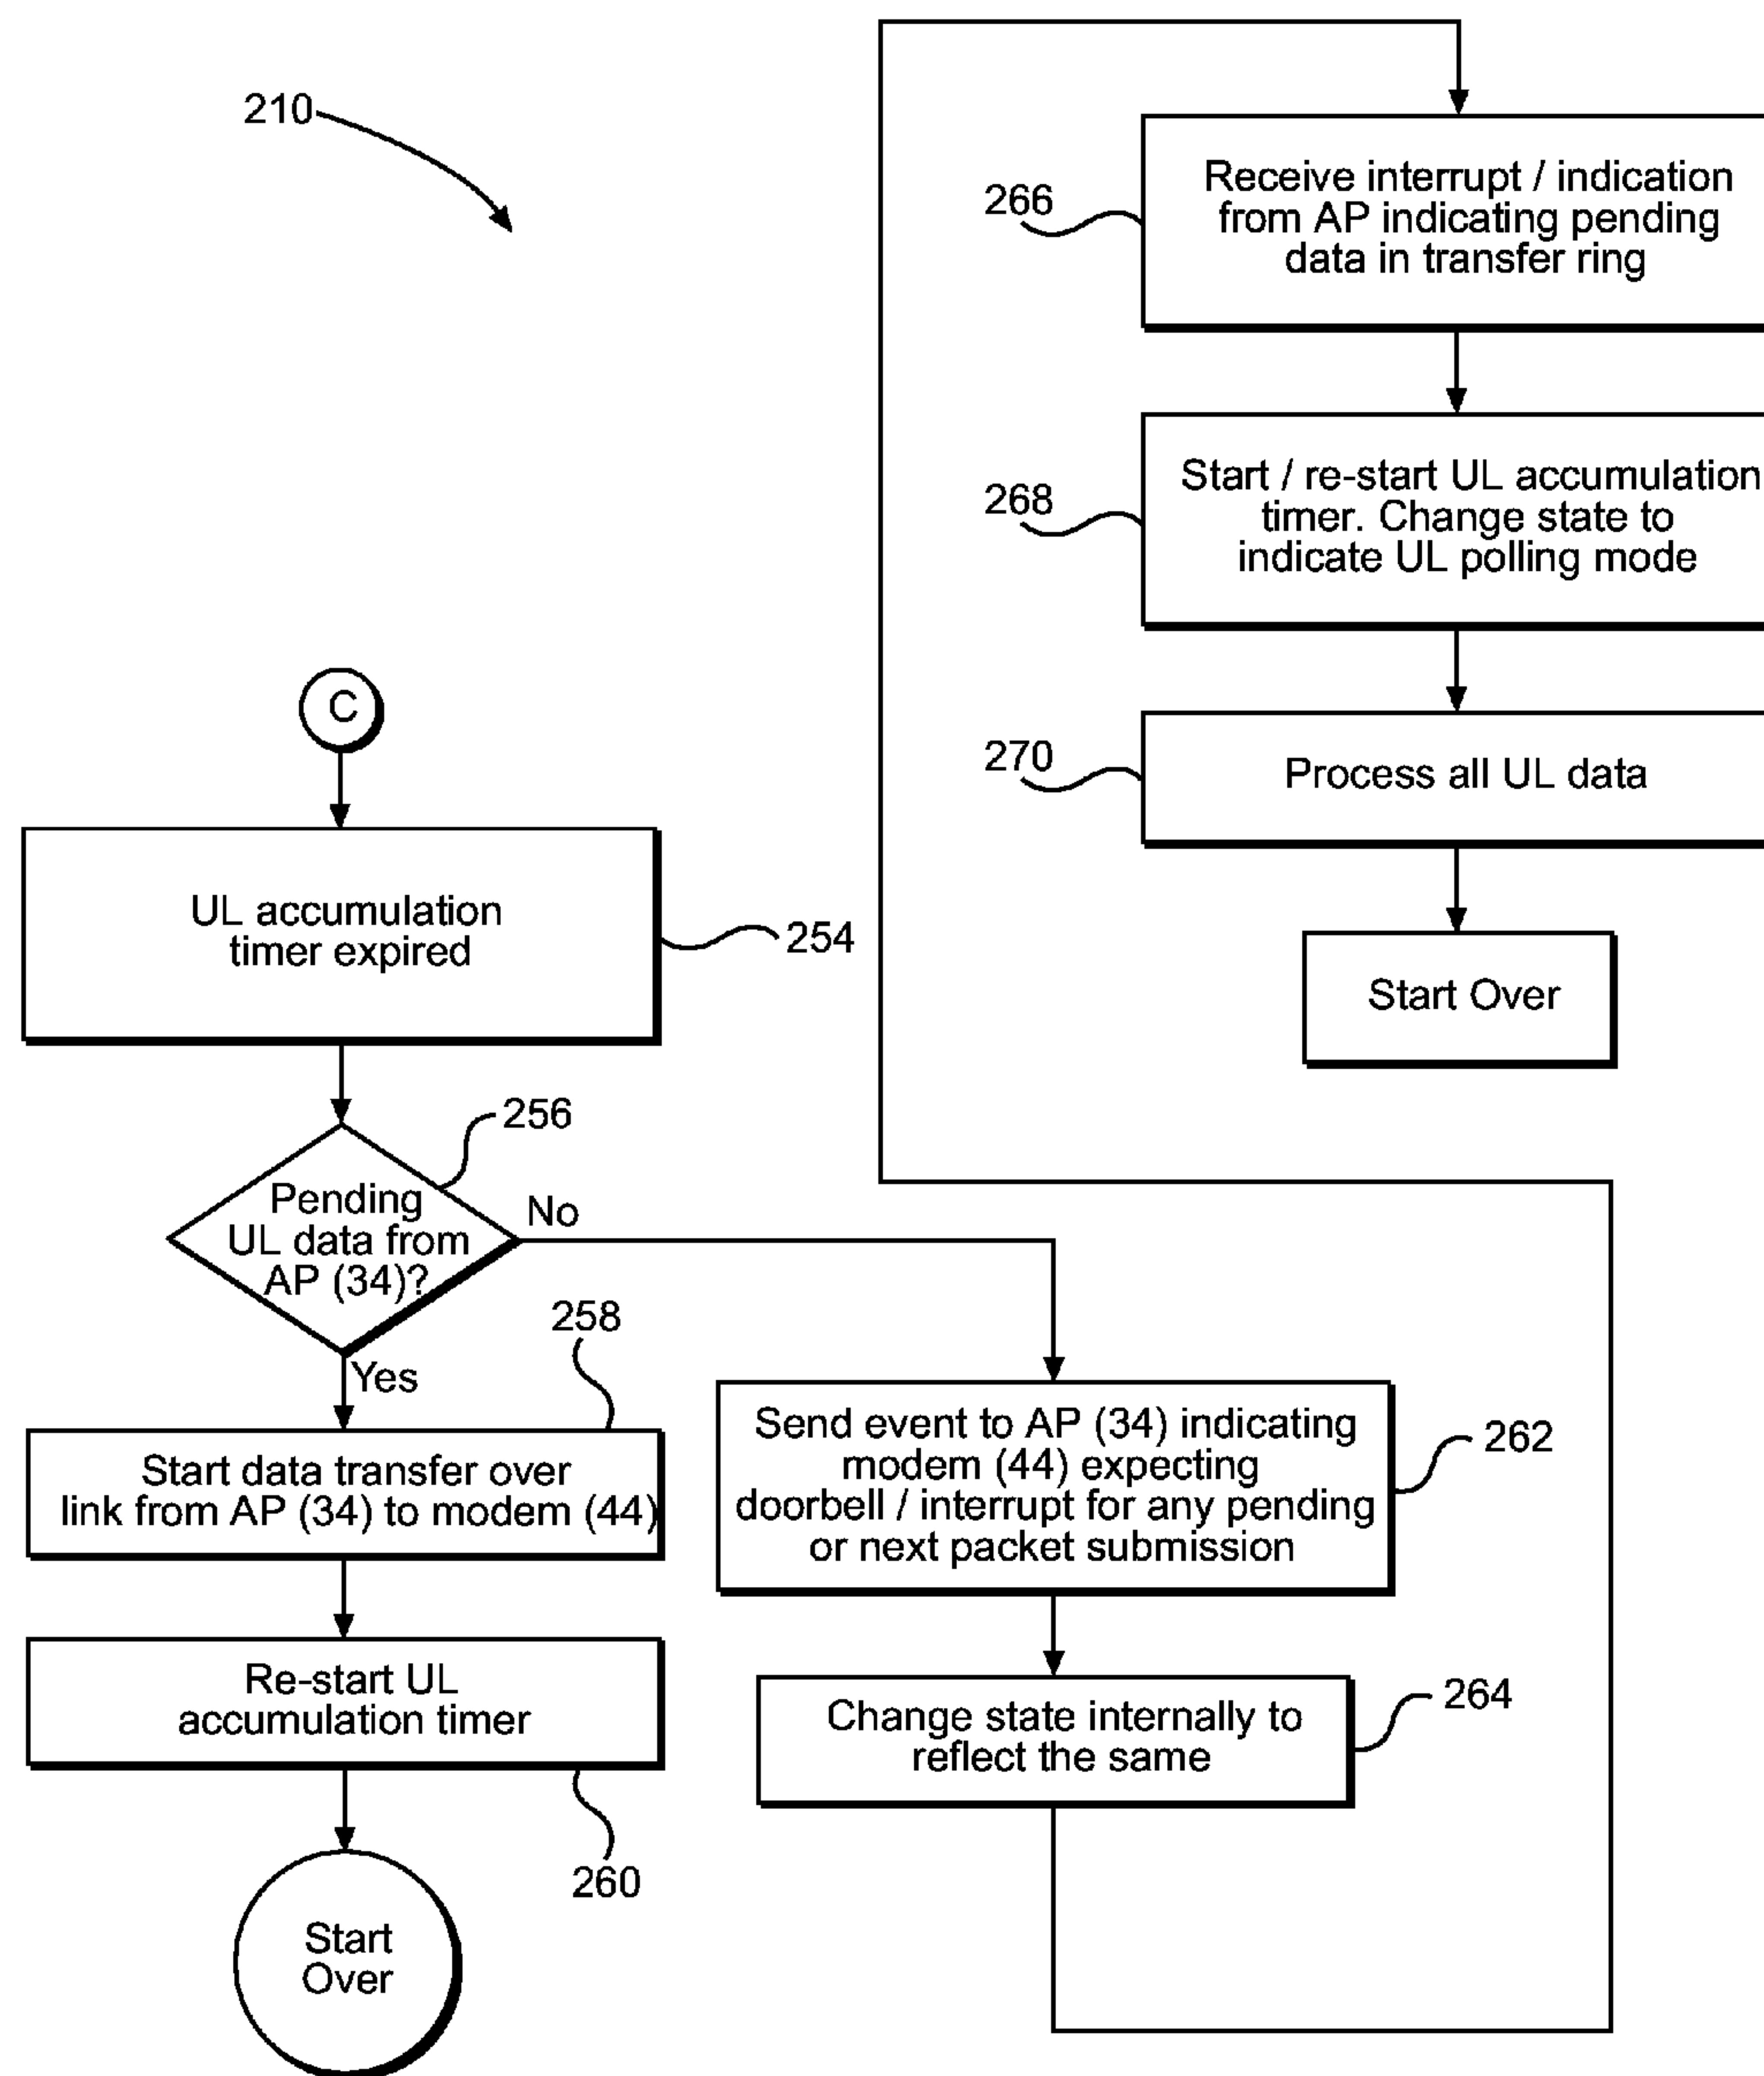 210
C
UL accumulation
timer expired
254
256
Pending
UL data from
AP (34)?
No
Yes
258
Start data transfer over
link from AP (34) to modem (44)
Re-start UL
accumulation timer
260
Start
Over
Send event to AP (34) indicating
modem (44) expecting
doorbell / interrupt for any pending
or next packet submission
262
Change state internally to
reflect the same
264
266
Receive interrupt / indication
from AP indicating pending
data in transfer ring
268
Start / re-start UL accumulation
timer. Change state to
indicate UL polling mode
270
Process all UL data
Start Over